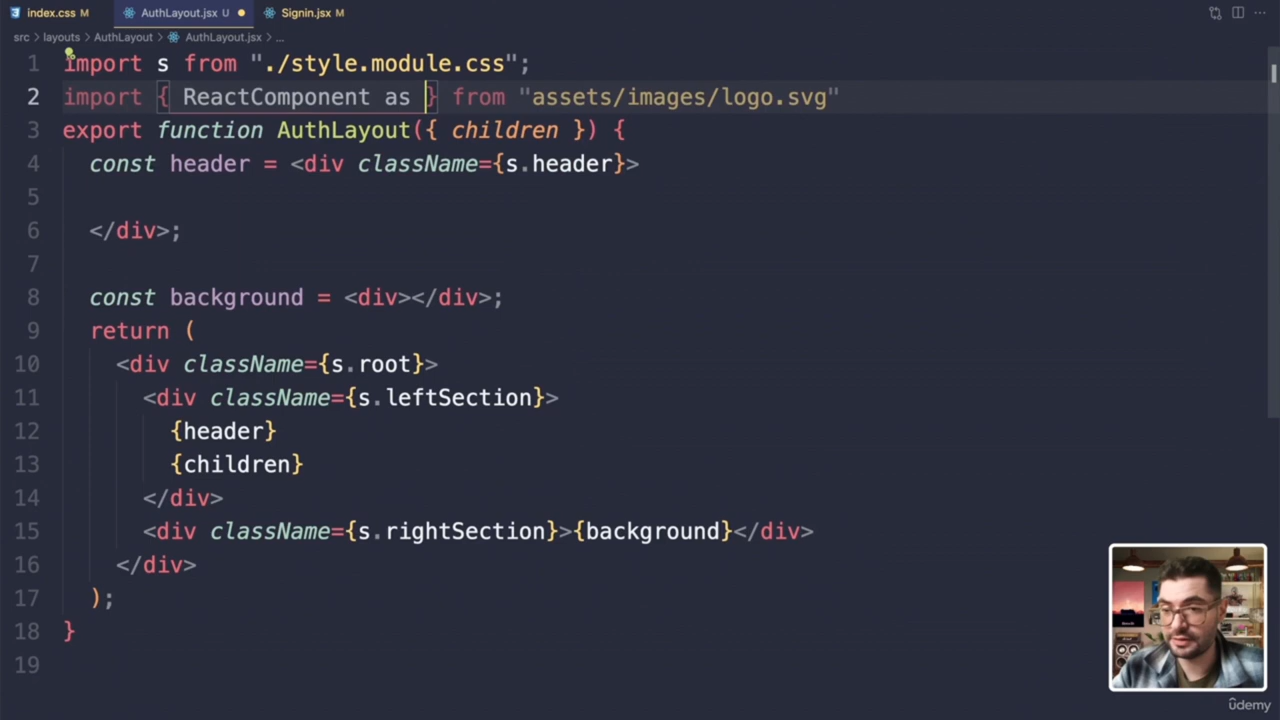 index.css M AuthLayout.jsx U Signin.jsx M
src > layouts > AuthLayout > AuthLayout.jsx > ...
1 import s from "./style.module.css";
2 import { ReactComponent as } from "assets/images/logo.svg"
3 export function AuthLayout({ children }) {
4 const header = <div className={s.header}>
5
6 </div>;
7
8 const background = <div></div>;
9 return (
10 <div className={s.root}>
11 <div className={s.leftSection}>
12 {header}
13 {children}
14 </div>
15 <div className={s.rightSection}>{background}</div>
16 </div>
17 );
18 }
19
ûdemy